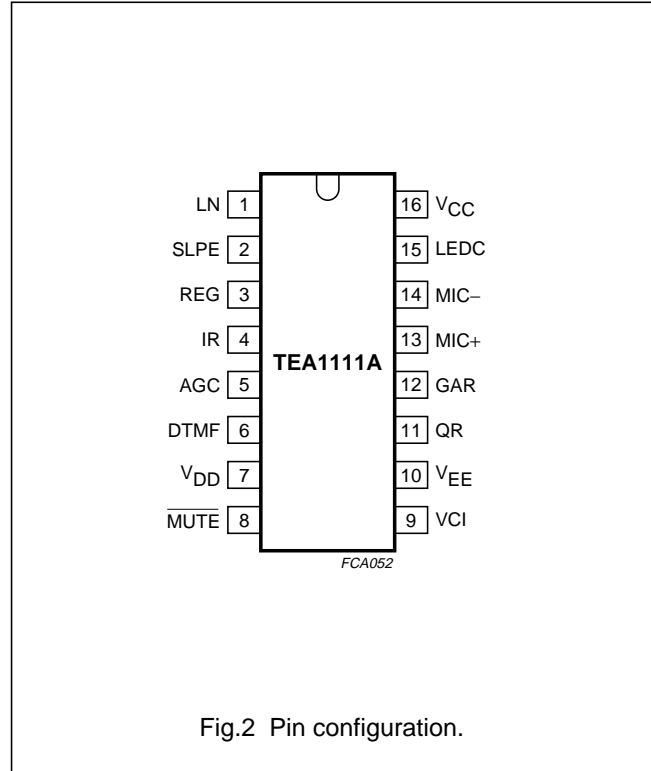 LN 1 16 VCC
SLPE 2 15 LEDC
REG 3 14 MIC−
IR 4 13 MIC+
TEA1111A
AGC 5 12 GAR
DTMF 6 11 QR
VDD 7 10 VEE
MUTE 8 9 VCI
FCA052
Fig.2 Pin configuration.